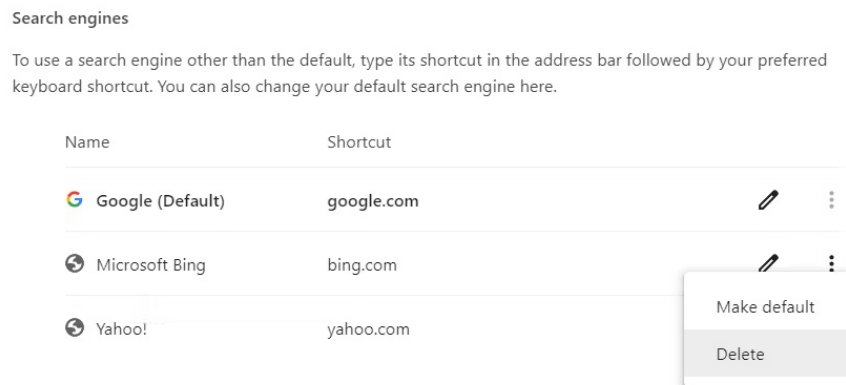 Search engines
To use a search engine other than the default, type its shortcut in the address bar followed by your preferred
keyboard shortcut. You can also change your default search engine here.
Name Shortcut
Google (Default) google.com
Microsoft Bing bing.com
Make default
Yahoo! yahoo.com
Delete